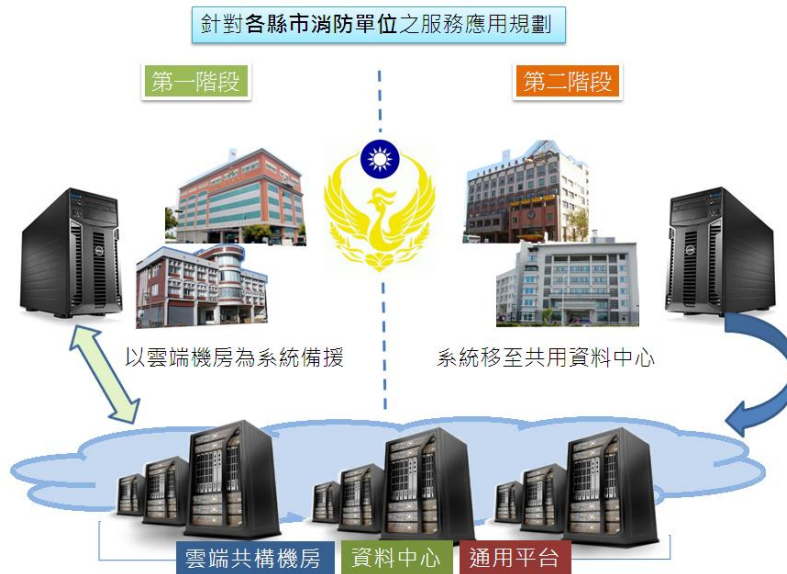 針對各縣市消防單位之服務應用規劃
第一階段
第二階段
以雲端機房為系統備援
系統移至共用資料中心
雲端共構機房
資料中心
通用平台